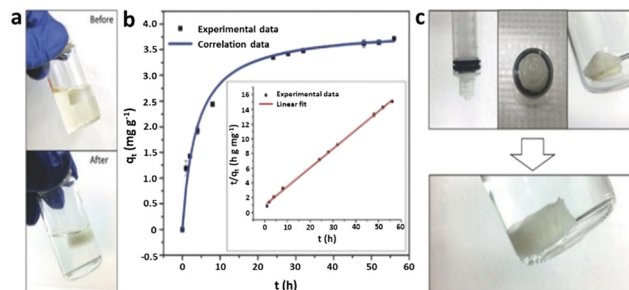 a
Before
After
b
Experimental data
Correlation data
qt (mg g-1)
4.0
3.5
3.0
2.5
2.0
1.5
1.0
0.5
0.0
-0.5
0
10
20
30
40
50
60
t (h)
Experimental data
Linear fit
t/qt (h g mg-1)
16
14
12
10
8
6
4
2
0
0
10
20
30
40
50
60
t (h)
c